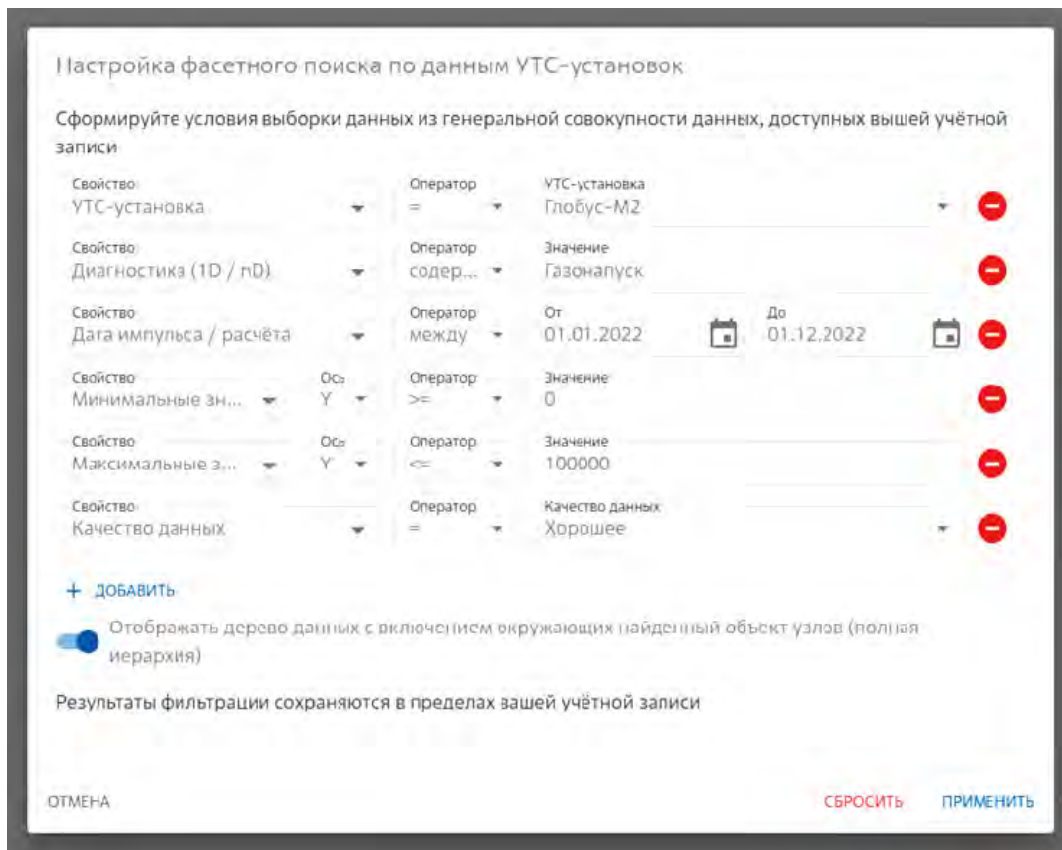 Настройка фасетного поиска по данным УТС-установок
Сформируйте условия выборки данных из генеральной совокупности данных, доступных вышей учётной
записи
Свойство Оператор УТС-установка
УТС-установка = Глобус-М2
Свойство Оператор Значение
Диагностика (1D / nD) содер... Газонапуск
Свойство Оператор От До
Дата импульса / расчёта между 01.01.2022 01.12.2022
Свойство Ось Оператор Значение
Минимальные зн... Y >= 0
Свойство Ось Оператор Значение
Максимальные з... Y <= 100000
Свойство Оператор Качество данных
Качество данных = Хорошее
+ ДОБАВИТЬ
Отображать дерево данных с включением окружающих найденный объект узлов (полная
иерархия)
Результаты фильтрации сохраняются в пределах вашей учётной записи
ОТМЕНА СБРОСИТЬ ПРИМЕНИТЬ